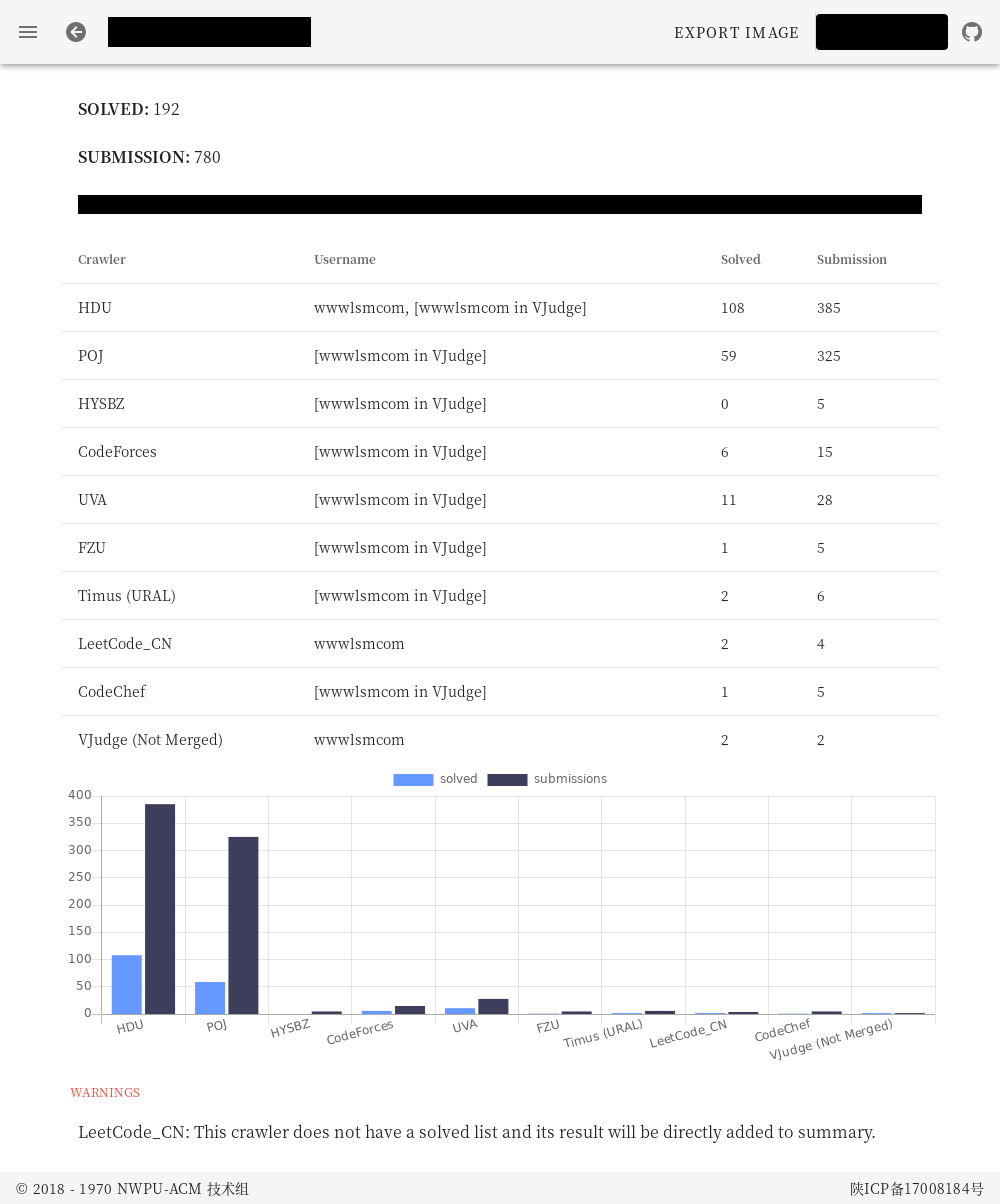 EXPORT IMAGE
SOLVED: 192
SUBMISSION: 780
Crawler Username Solved Submission
HDU wwwlsmcom, [wwwlsmcom in VJudge] 108 385
POJ [wwwlsmcom in VJudge] 59 325
HYSBZ [wwwlsmcom in VJudge] 0 5
CodeForces [wwwlsmcom in VJudge] 6 15
UVA [wwwlsmcom in VJudge] 11 28
FZU [wwwlsmcom in VJudge] 1 5
Timus (URAL) [wwwlsmcom in VJudge] 2 6
LeetCode_CN wwwlsmcom 2 4
CodeChef [wwwlsmcom in VJudge] 1 5
VJudge (Not Merged) wwwlsmcom 2 2
solved submissions
400
350
300
250
200
150
100
50
0
HDU POJ HYSBZ CodeForces UVA FZU Timus (URAL) LeetCode_CN CodeChef VJudge (Not Merged)
WARNINGS
LeetCode_CN: This crawler does not have a solved list and its result will be directly added to summary.
© 2018 - 1970 NWPU-ACM 技术组 陕ICP备17008184号